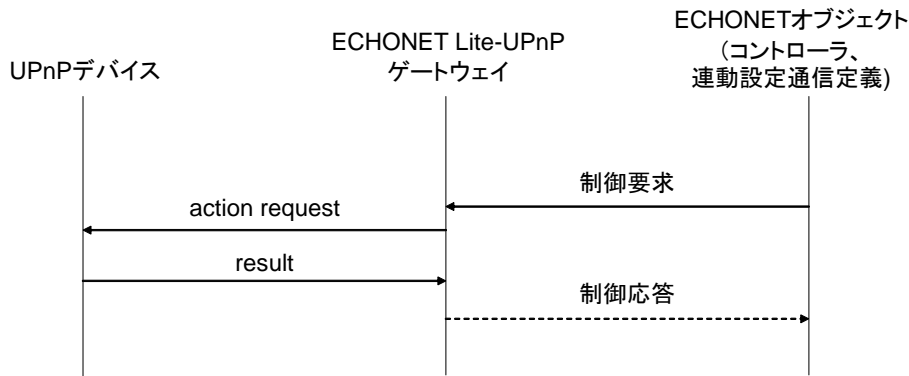 UPnPデバイス
ECHONET Lite-UPnP
ゲートウェイ
ECHONETオブジェクト
(コントローラ、
連動設定通信定義)
制御要求
action request
result
制御応答